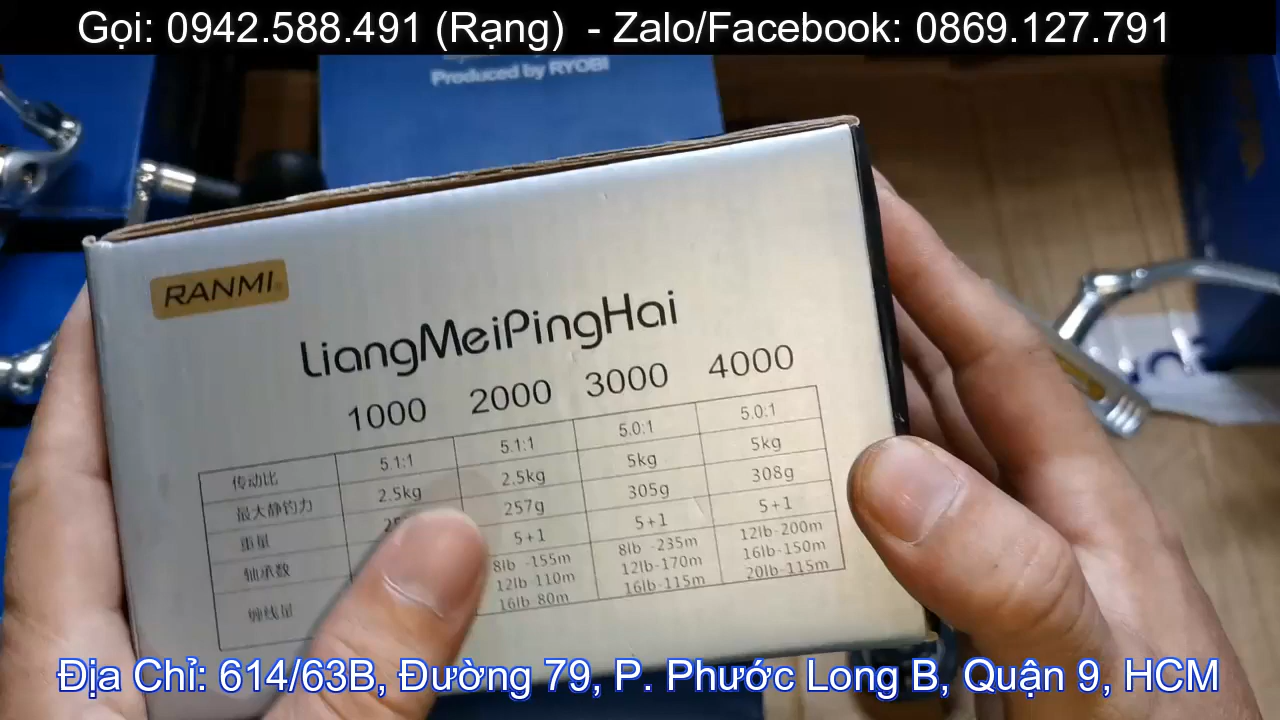 Gọi: 0942.588.491 (Rạng) - Zalo/Facebook: 0869.127.791
Produced by RYOBI
RANMI
LiangMeiPingHai
1000 2000 3000 4000
传动比 5.1:1 5.1:1 5.0:1 5.0:1
最大静钓力 2.5kg 2.5kg 5kg 5kg
重量 257g 305g 308g
轴承数 5+1 5+1 5+1
缠线量 8lb -155m 8lb -235m 12lb-200m
12lb-110m 12lb-170m 16lb-150m
16lb-80m 16lb-115m 20lb-115m
Địa Chỉ: 614/63B, Đường 79, P. Phước Long B, Quận 9, HCM